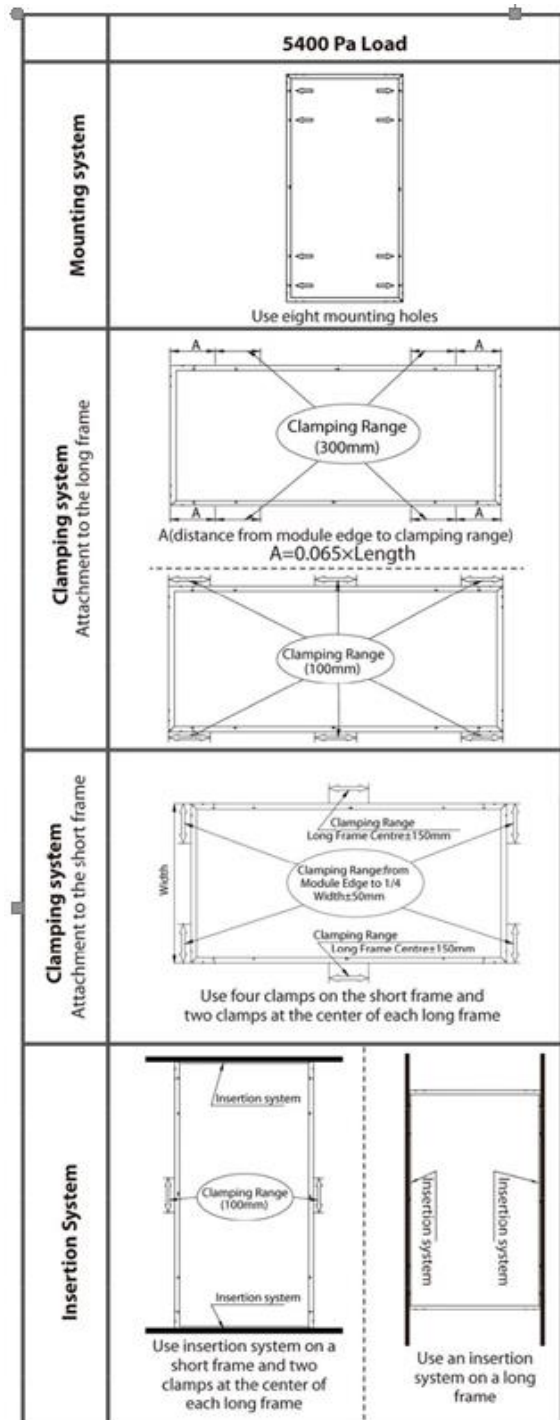 5400 Pa Load
Mounting system
Use eight mounting holes
Clamping system
Attachment to the long frame
A
A
Clamping Range
(300mm)
A
A
A(distance from module edge to clamping range)
A=0.065×Length
Clamping Range
(100mm)
Clamping system
Attachment to the short frame
Width
Clamping Range
Long Frame Centre±150mm
Clamping Range:from
Module Edge to 1/4
Width±50mm
Clamping Range
Long Frame Centre±150mm
Use four clamps on the short frame and
two clamps at the center of each long frame
Insertion System
Insertion system
Clamping Range
(100mm)
Insertion system
Use insertion system on a
short frame and two
clamps at the center of
each long frame
Insertion system
Insertion system
Use an insertion
system on a long
frame